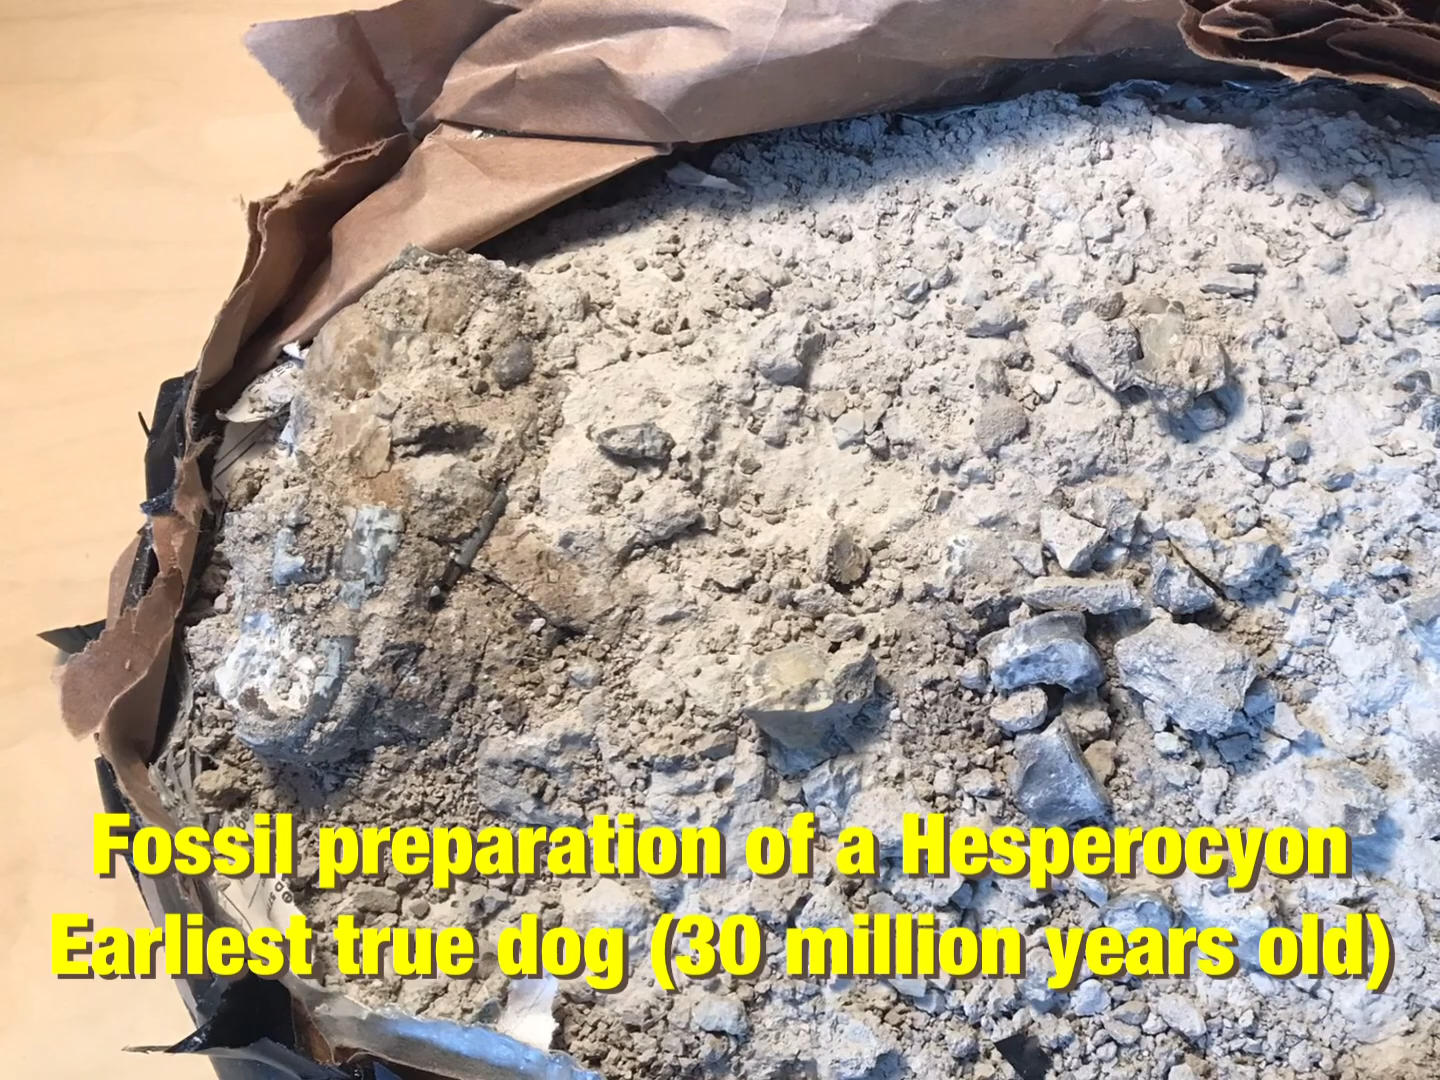 Fossil preparation of a Hesperocyon
Earliest true dog (30 million years old)